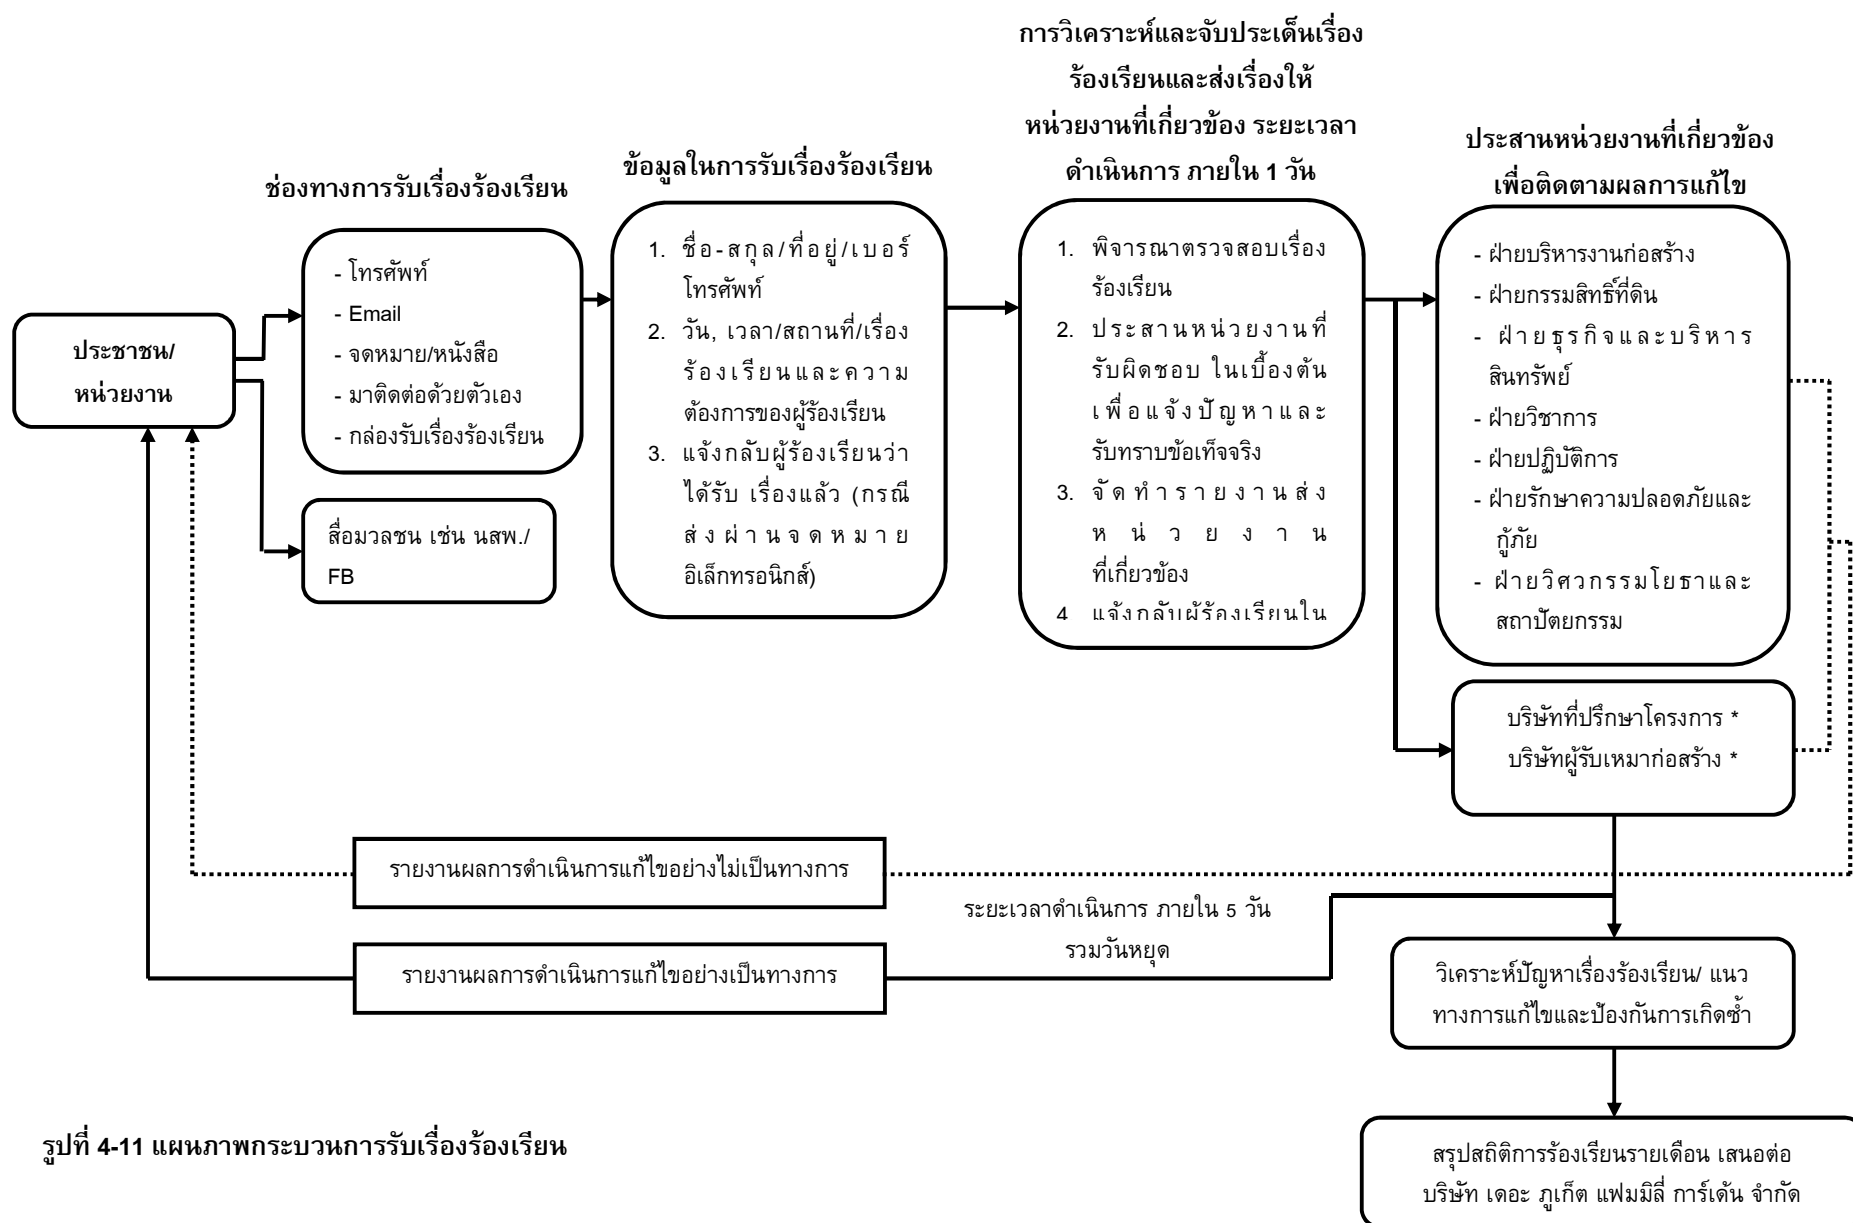 การวิเคราะห์และจับประเด็นเรื่อง
ร้องเรียนและส่งเรื่องให้
หน่วยงานที่เกี่ยวข้อง ระยะเวลา
ดำเนินการ ภายใน 1 วัน
ประสานหน่วยงานที่เกี่ยวข้อง
เพื่อติดตามผลการแก้ไข
ข้อมูลในการรับเรื่องร้องเรียน
ช่องทางการรับเรื่องร้องเรียน
ประชาชน/
หน่วยงาน
- โทรศัพท์
- Email
- จดหมาย/หนังสือ
- มาติดต่อด้วยตัวเอง
- กล่องรับเรื่องร้องเรียน
สื่อมวลชน เช่น นสพ./
FB
1. ชื่อ-สกุล/ที่อยู่/เบอร์
โทรศัพท์
2. วัน, เวลา/สถานที่/เรื่อง
ร้องเรียนและความ
ต้องการของผู้ร้องเรียน
3. แจ้งกลับผู้ร้องเรียนว่า
ได้รับ เรื่องแล้ว (กรณี
ส่งผ่านจดหมาย
อิเล็กทรอนิกส์)
1. พิจารณาตรวจสอบเรื่อง
ร้องเรียน
2. ประสานหน่วยงานที่
รับผิดชอบ ในเบื้องต้น
เพื่อแจ้งปัญหาและ
รับทราบข้อเท็จจริง
3. จัดทำรายงานส่ง
หน่วยงาน
ที่เกี่ยวข้อง
4 แจ้งกลับผู้ร้องเรียนใน
- ฝ่ายบริหารงานก่อสร้าง
- ฝ่ายกรรมสิทธิ์ที่ดิน
- ฝ่ายธุรกิจและบริหาร
สินทรัพย์
- ฝ่ายวิชาการ
- ฝ่ายปฏิบัติการ
- ฝ่ายรักษาความปลอดภัยและ
กู้ภัย
- ฝ่ายวิศวกรรมโยธาและ
สถาปัตยกรรม
บริษัทที่ปรึกษาโครงการ *
บริษัทผู้รับเหมาก่อสร้าง *
รายงานผลการดำเนินการแก้ไขอย่างไม่เป็นทางการ
ระยะเวลาดำเนินการ ภายใน 5 วัน
รวมวันหยุด
รายงานผลการดำเนินการแก้ไขอย่างเป็นทางการ
วิเคราะห์ปัญหาเรื่องร้องเรียน/ แนว
ทางการแก้ไขและป้องกันการเกิดซ้ำ
สรุปสถิติการร้องเรียนรายเดือน เสนอต่อ
บริษัท เดอะ ภูเก็ต แฟมมิลี่ การ์เด้น จำกัด
รูปที่ 4-11 แผนภาพกระบวนการรับเรื่องร้องเรียน